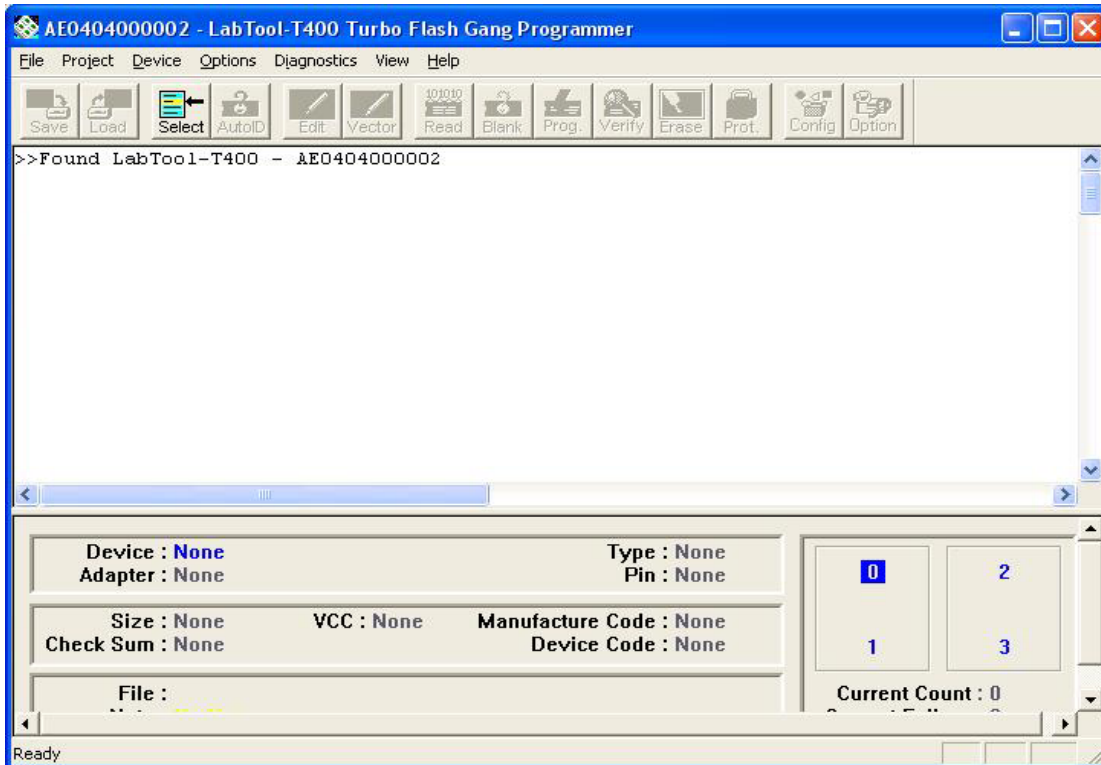 AE0404000002 - LabTool-T400 Turbo Flash Gang Programmer
File Project Device Options Diagnostics View Help
Save Load Select AutoID Edit Vector Read Blank Prog. Verify Erase Prot. Config Option
>>Found LabTool-T400 - AE0404000002
Device : None Type : None
Adapter : None Pin : None
Size : None VCC : None Manufacture Code : None
Check Sum : None Device Code : None
File :
0 2
1 3
Current Count : 0
Ready